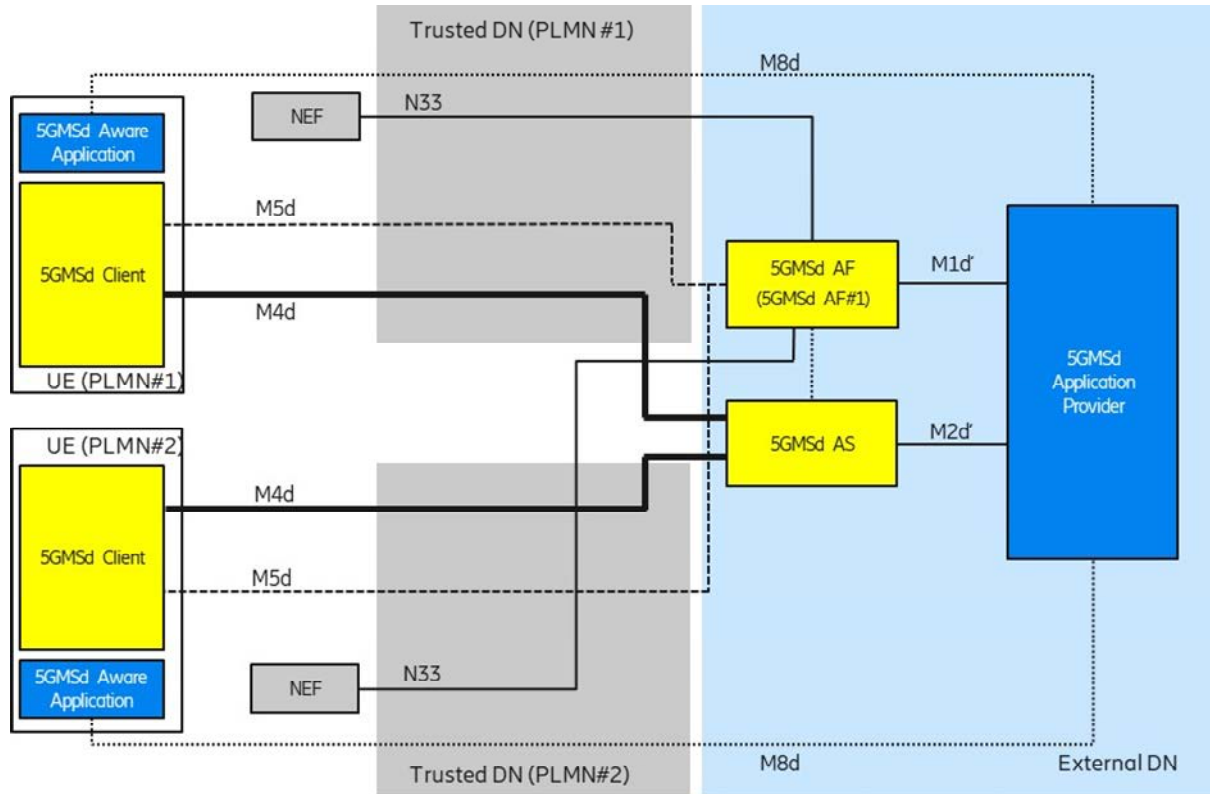 Trusted DN (PLMN #1)
M8d
N33
NEF
5GMSd Aware
Application
M5d
5GMSd Client
5GMSd AF
(5GMSd AF#1)
M1d'
M4d
UE (PLMN#1)
5GMSd
Application
Provider
UE (PLMN#2)
5GMSd AS
M2d'
M4d
5GMSd Client
M5d
N33
NEF
5GMSd Aware
Application
M8d
External DN
Trusted DN (PLMN#2)